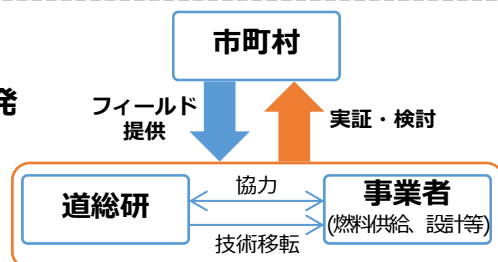 市町村
発
フィールド
提供
実証・検討
道総研
協力
技術移転
事業者
(燃料供給、設計等)